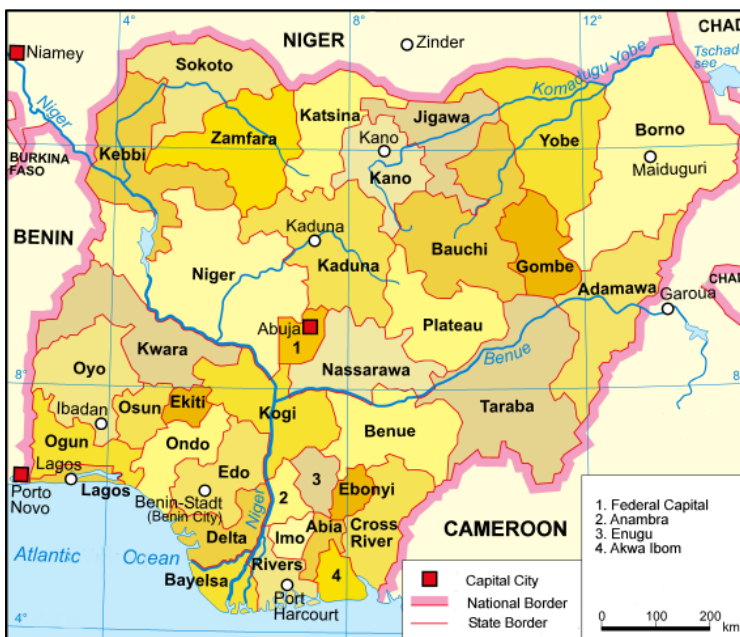 4°
8°
12°
CHAD
Niamey
NIGER
Zinder
Tschad-
see
Sokoto
Komadugu Yobe
Niger
Katsina
Jigawa
Zamfara
Kano
Yobe
Borno
Kebbi
BURKINA
FASO
Kano
Maiduguri
BENIN
Kaduna
Bauchi
Niger
Kaduna
Gombe
CHAD
Adamawa
Garoua
Abuja
1
Plateau
Kwara
Nassarawa
Benue
Oyo
8°
8
Taraba
Ibadan
Osun
Ekiti
Kogi
Benue
Ogun
Ondo
Edo
3
Lagos
Porto
Novo
Lagos
Benin-Stadt
(Benin City)
Niger
2
Ebonyi
Abia
Cross
River
CAMEROON
Atlantic Ocean
Delta
Imo
Bayelsa
Rivers
4
Port
Harcourt
4°
1. Federal Capital
2. Anambra
3. Enugu
4. Akwa Ibom
Capital City
National Border
State Border
0 100 200
km